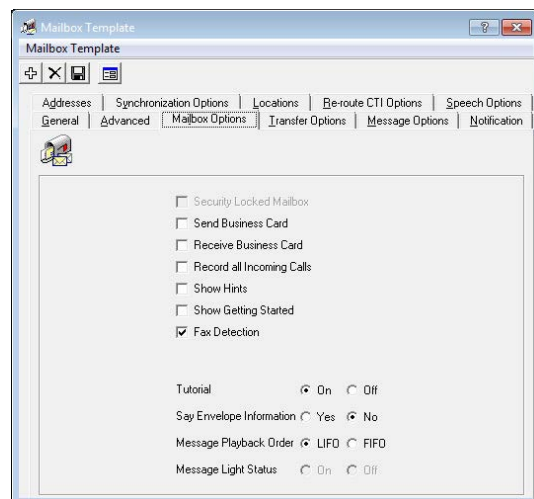 Mailbox Template
Mailbox Template
Addresses Synchronization Options Locations Re-route CTI Options Speech Options
General Advanced Mailbox Options Transfer Options Message Options Notification
Security Locked Mailbox
Send Business Card
Receive Business Card
Record all Incoming Calls
Show Hints
Show Getting Started
Fax Detection
Tutorial On Off
Say Envelope Information Yes No
Message Playback Order LIFO FIFO
Message Light Status On Off